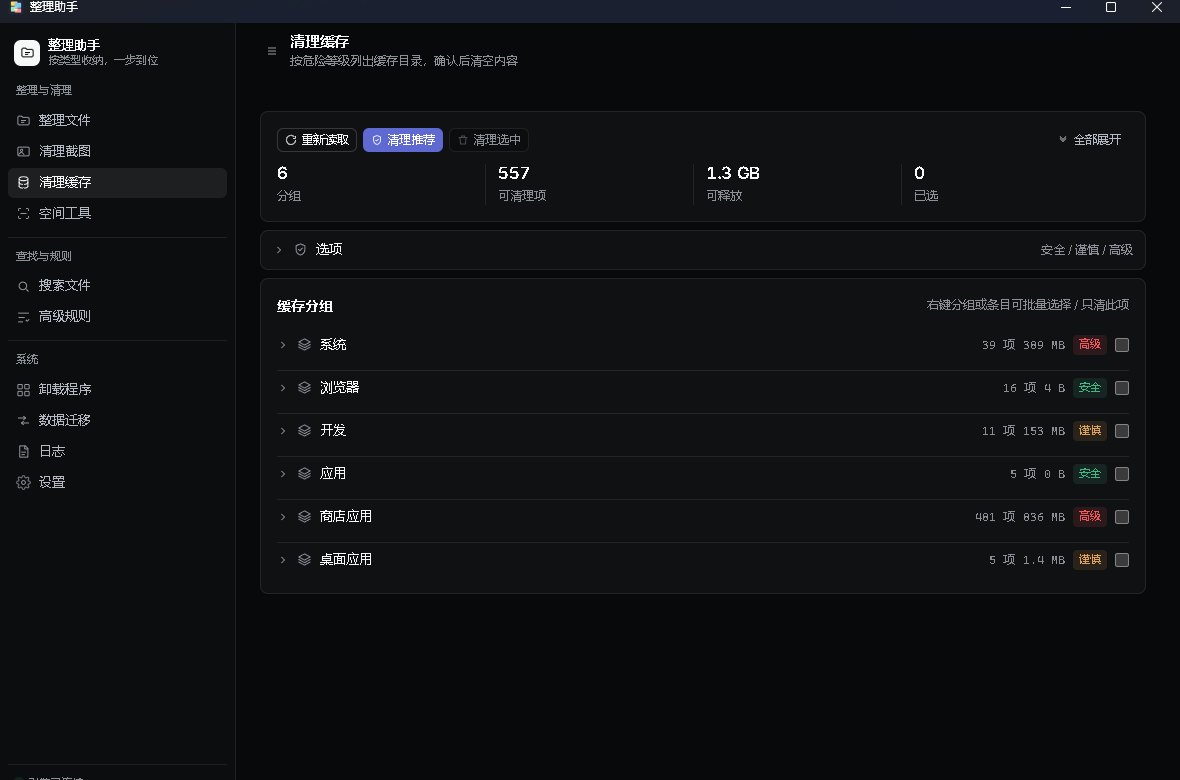 整理助手
整理助手
按类型收纳，一步到位
整理与清理
整理文件
清理截图
清理缓存
空间工具
查找与规则
搜索文件
高级规则
系统
卸载程序
数据迁移
日志
设置
清理缓存
按危险等级列出缓存目录，确认后清空内容
重新读取 清理推荐 清理选中 全部展开
6 557 1.3 GB 0
分组 可清理项 可释放 已选
选项 安全 / 谨慎 / 高级
缓存分组 右键分组或条目可批量选择 / 只清此项
系统 39 项 309 MB 高级
浏览器 16 项 4 B 安全
开发 11 项 153 MB 谨慎
应用 5 项 0 B 安全
商店应用 481 项 836 MB 高级
桌面应用 5 项 1.4 MB 谨慎